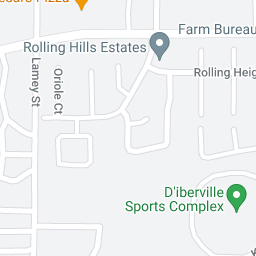 Farm Bureau
Rolling Hills Estates
Rolling Heig
Lamey St
Oriole Ct
D'iberville
Sports Complex